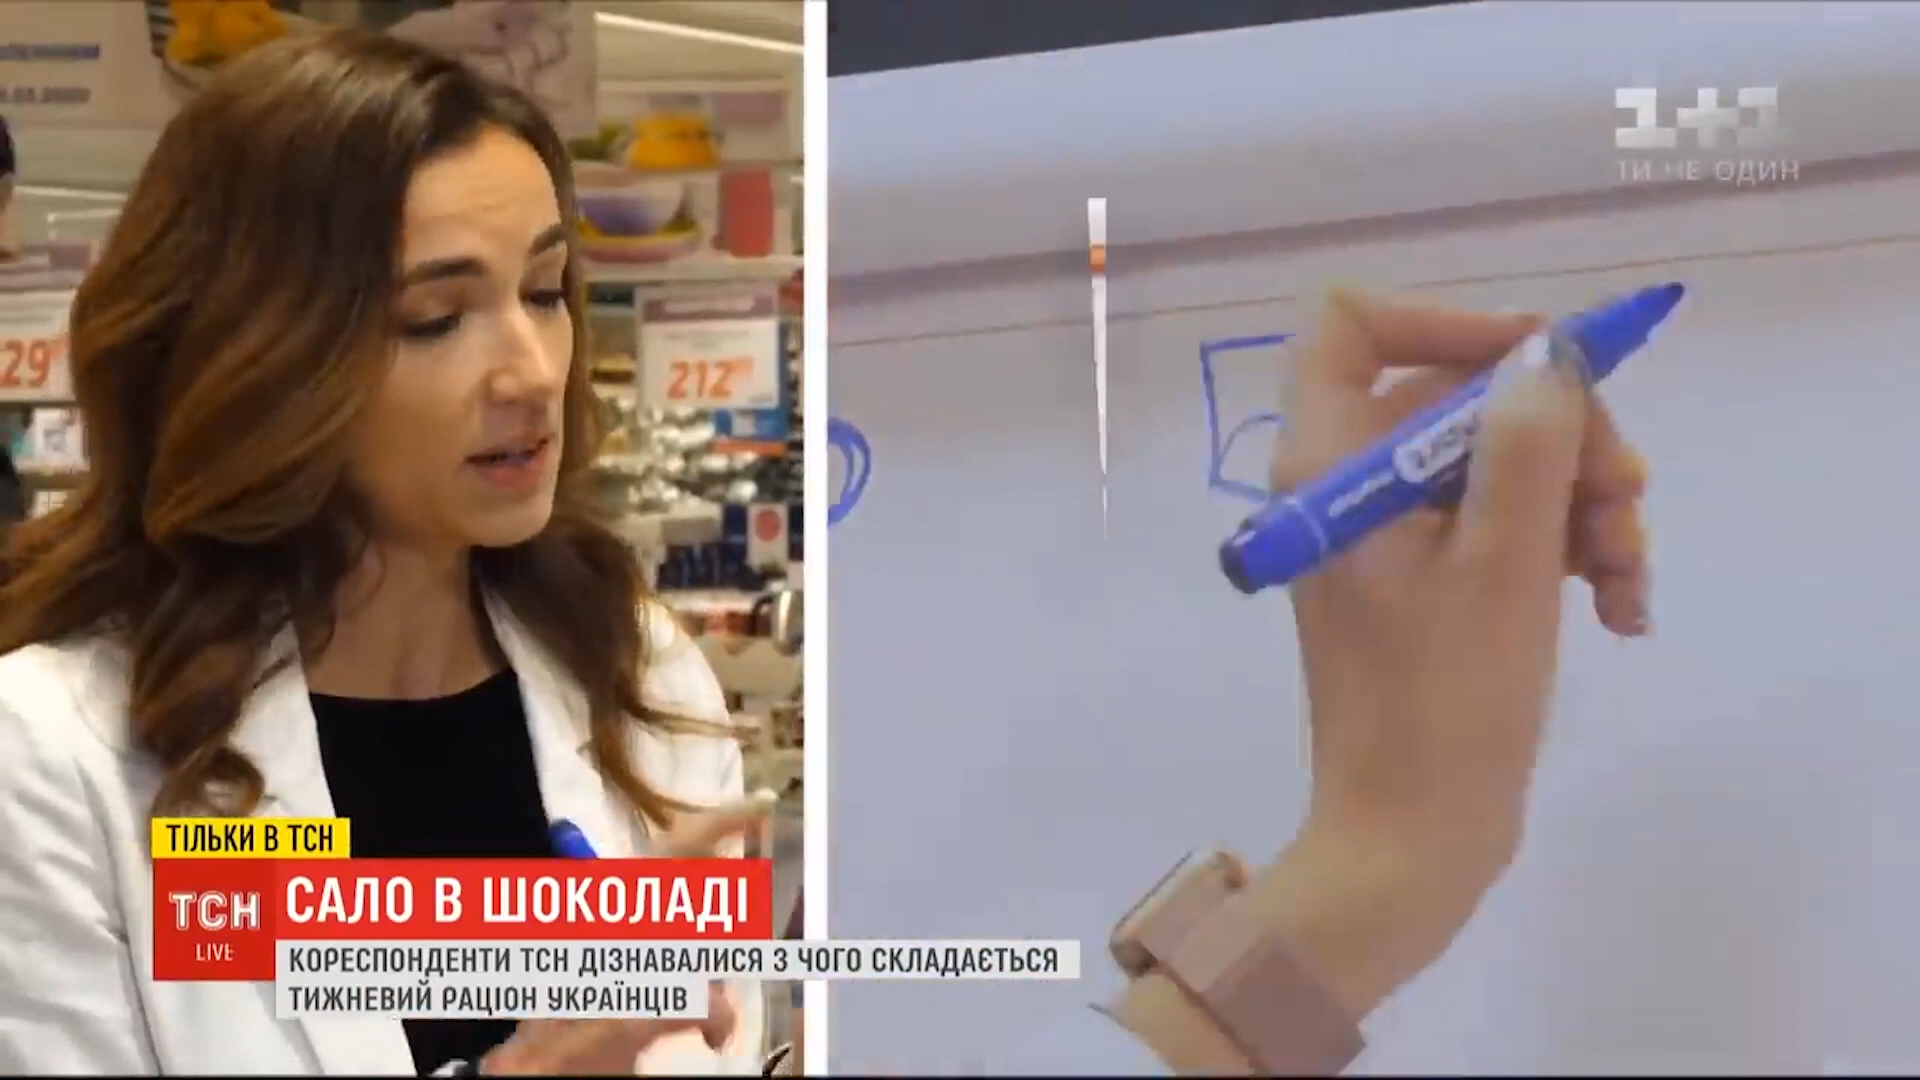 1+1
ТИ НЕ ОДИН
29
212
ТІЛЬКИ В ТСН
ТСН
LIVE
САЛО В ШОКОЛАДІ
КОРЕСПОНДЕНТИ ТСН ДІЗНАВАЛИСЯ З ЧОГО СКЛАДАЄТЬСЯ
ТИЖНЕВИЙ РАЦІОН УКРАЇНЦІВ